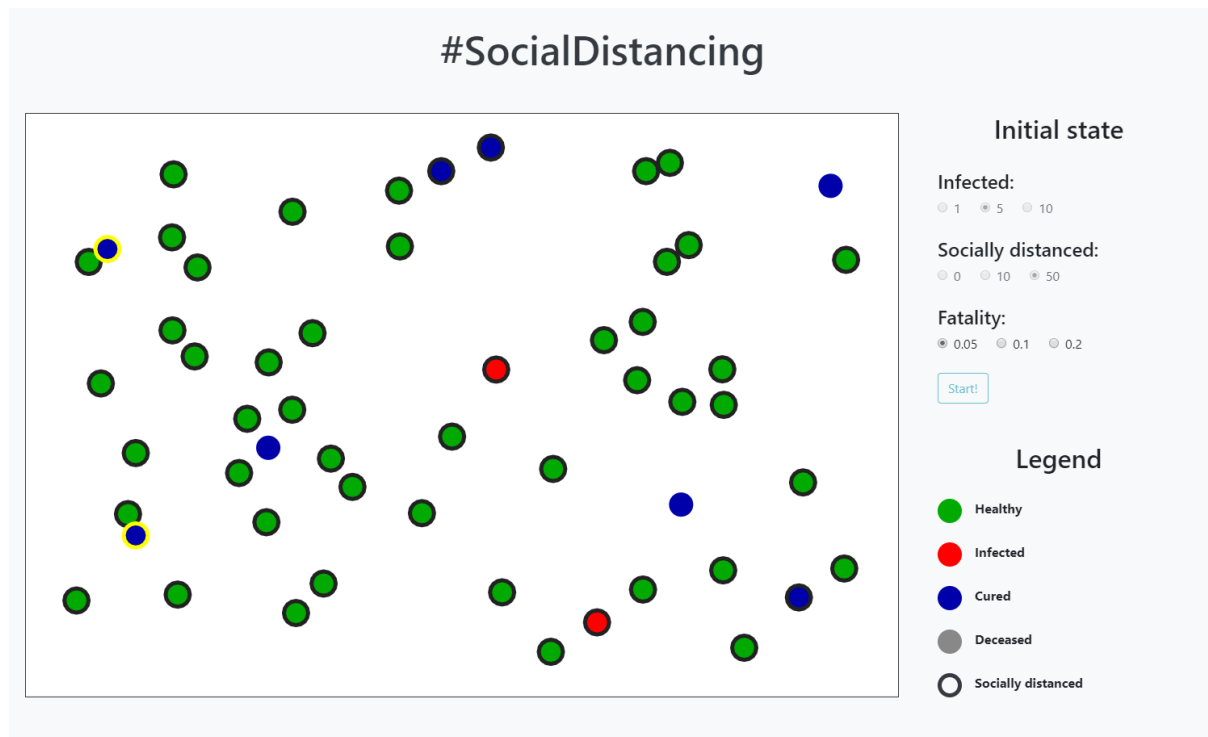 #SocialDistancing
Initial state
Infected:
1 5 10
Socially distanced:
0 10 50
Fatality:
0.05 0.1 0.2
Start!
Legend
Healthy
Infected
Cured
Deceased
Socially distanced